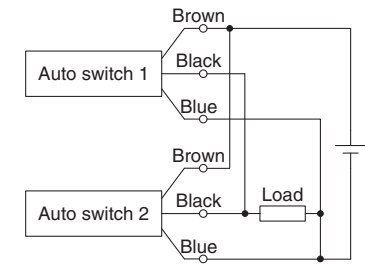 Brown
Auto switch 1
Black
Blue
Brown
Auto switch 2
Black
Load
Blue